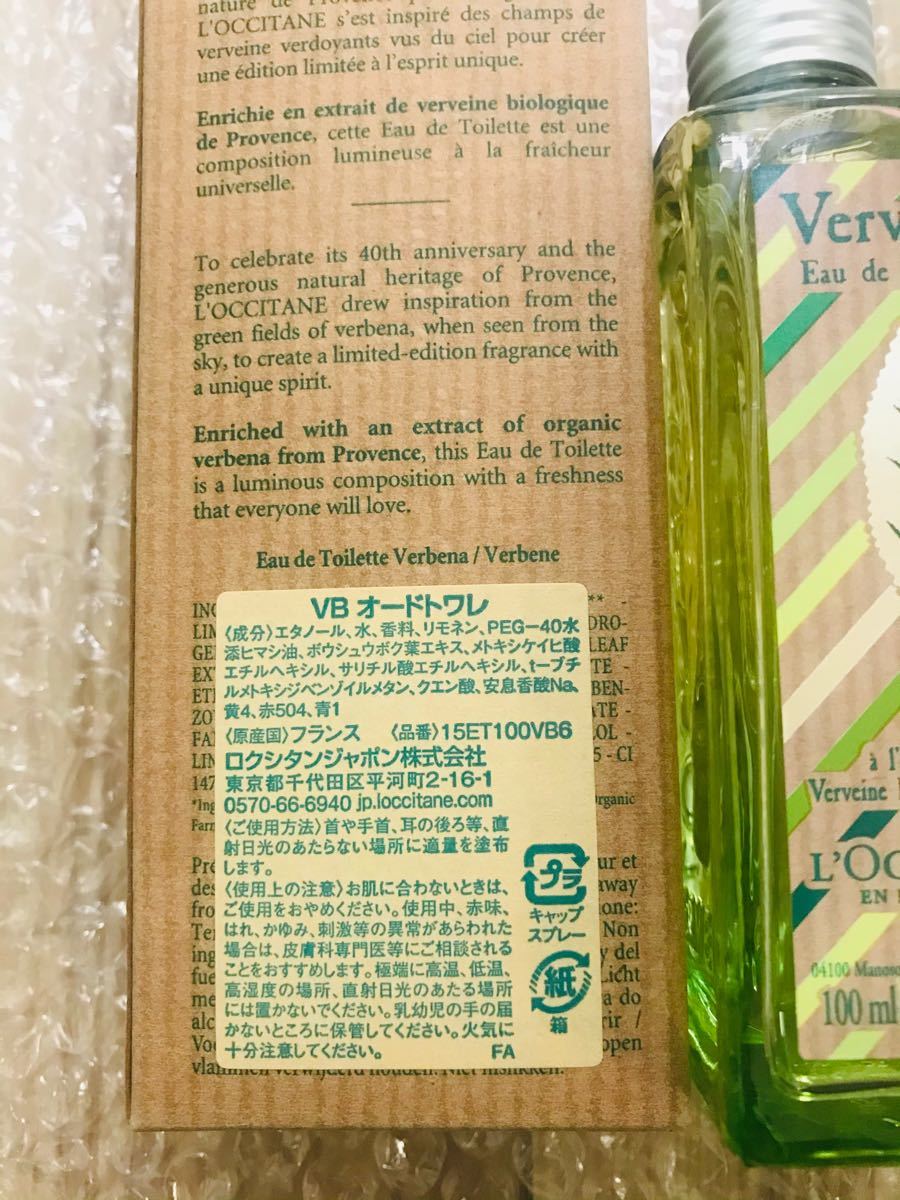 nature de Provence
L'OCCITANE s'est inspiré des champs de
verveine verdoyants vus du ciel pour créer
une édition limitée à l'esprit unique.
Enrichie en extrait de verveine biologique
de Provence, cette Eau de Toilette est une
composition lumineuse à la fraîcheur
universelle.
To celebrate its 40th anniversary and the
generous natural heritage of Provence,
L'OCCITANE drew inspiration from the
green fields of verbena, when seen from the
sky, to create a limited-edition fragrance with
a unique spirit.
Enriched with an extract of organic
verbena from Provence, this Eau de Toilette
is a luminous composition with a freshness
that everyone will love.
Eau de Toilette Verbena / Verbene
VB オードトワレ
〈成分〉エタノール、水、香料、リモネン、PEG-40水
添ヒマシ油、ボウシュウボク葉エキス、メトキシケイヒ酸
エチルヘキシル、サリチル酸エチルヘキシル、t-ブチ
ルメトキシジベンゾイルメタン、クエン酸、安息香酸Na、
黄4、赤504、青1
〈原産国〉フランス 〈品番〉15ET100VB6
ロクシタンジャポン株式会社
東京都千代田区平河町2-16-1
0570-66-6940 jp.loccitane.com
〈ご使用方法〉首や手首、耳の後ろ等、直
射日光のあたらない場所に適量を塗布
します。
〈使用上の注意〉お肌に合わないときは、
ご使用をおやめください。使用中、赤味、
はれ、かゆみ、刺激等の異常があらわれた
場合は、皮膚科専門医等にご相談される
ことをおすすめします。極端に高温、低温、
高湿度の場所、直射日光のあたる場所
には置かないでください。乳幼児の手の届
かないところに保管してください。火気に
十分注意してください。 FA
プラ
キャップ
スプレー
紙
箱
vlammen verwijderd houden. Niet inslikken.
Verv
Eau de
à l'
Verveine
L'OC
EN
04100 Manos
100 ml